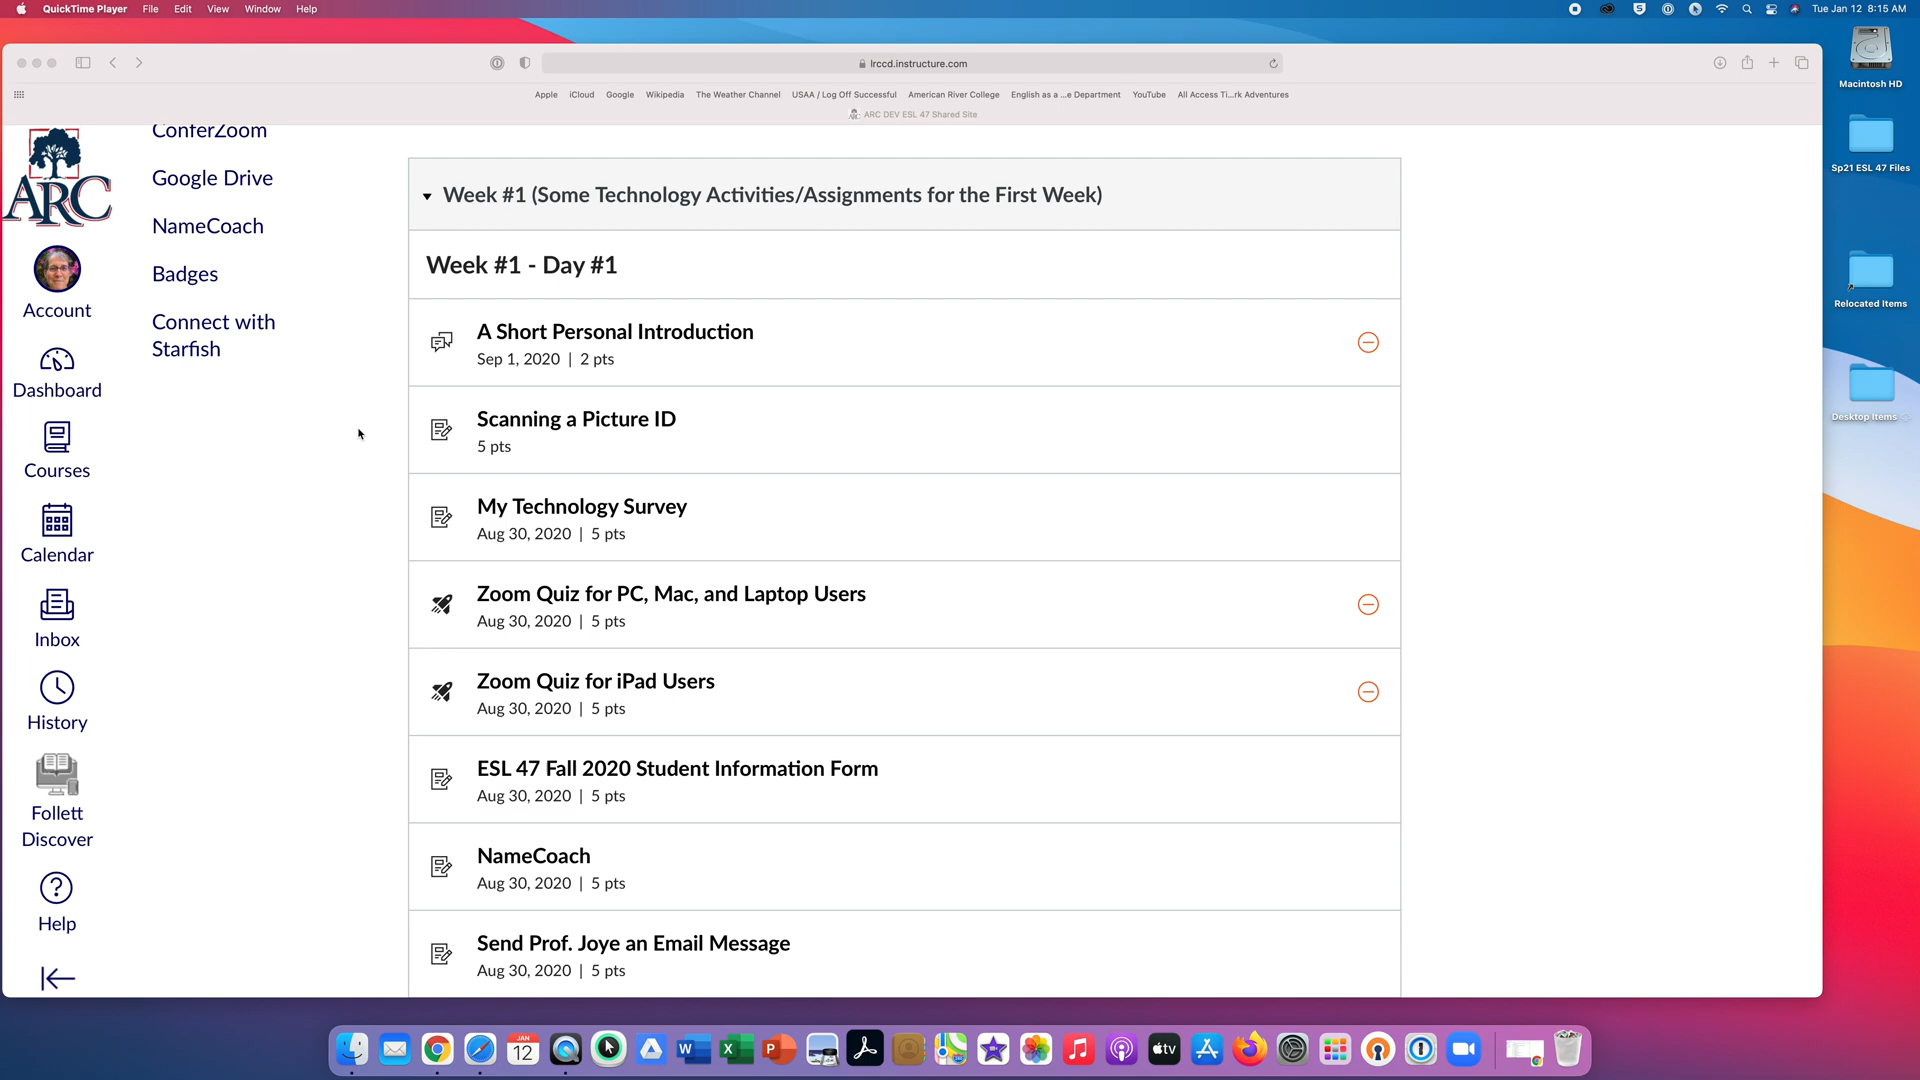 QuickTime Player File Edit View Window Help Tue Jan 12 8:15 AM
lrccd.instructure.com
Apple iCloud Google Wikipedia The Weather Channel USAA / Log Off Successful American River College English as a ...e Department YouTube All Access Ti...rk Adventures
ARC DEV ESL 47 Shared Site
Macintosh HD
Sp21 ESL 47 Files
Relocated Items
Desktop Items
ARC
Account
Dashboard
Courses
Calendar
Inbox
History
Follett
Discover
Help
ConferZoom
Google Drive
NameCoach
Badges
Connect with
Starfish
Week #1 (Some Technology Activities/Assignments for the First Week)
Week #1 - Day #1
A Short Personal Introduction
Sep 1, 2020 | 2 pts
Scanning a Picture ID
5 pts
My Technology Survey
Aug 30, 2020 | 5 pts
Zoom Quiz for PC, Mac, and Laptop Users
Aug 30, 2020 | 5 pts
Zoom Quiz for iPad Users
Aug 30, 2020 | 5 pts
ESL 47 Fall 2020 Student Information Form
Aug 30, 2020 | 5 pts
NameCoach
Aug 30, 2020 | 5 pts
Send Prof. Joye an Email Message
Aug 30, 2020 | 5 pts
JAN
12
W X P tv